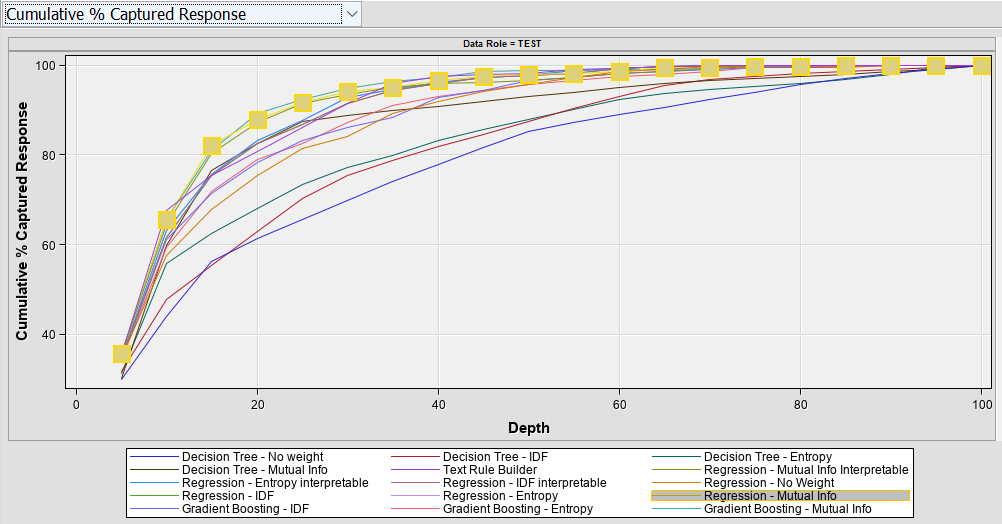 Cumulative % Captured Response
Data Role = TEST
Cumulative % Captured Response
100
80
60
40
0 20 40 60 80 100
Depth
Decision Tree - No weight Decision Tree - IDF Decision Tree - Entropy
Decision Tree - Mutual Info Text Rule Builder Regression - Mutual Info Interpretable
Regression - Entropy interpretable Regression - IDF interpretable Regression - No Weight
Regression - IDF Regression - Entropy Regression - Mutual Info
Gradient Boosting - IDF Gradient Boosting - Entropy Gradient Boosting - Mutual Info